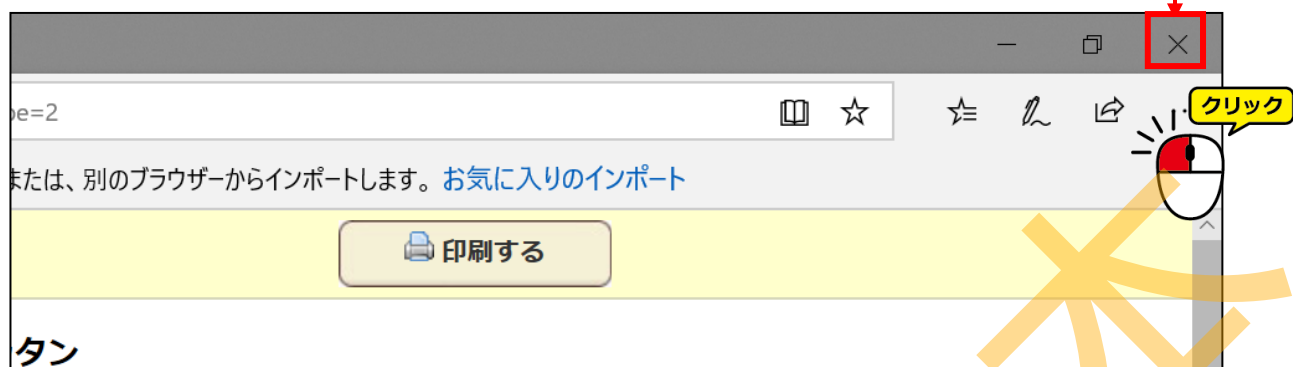 pe=2
クリック
または、別のブラウザーからインポートします。 お気に入りのインポート
印刷する
タン